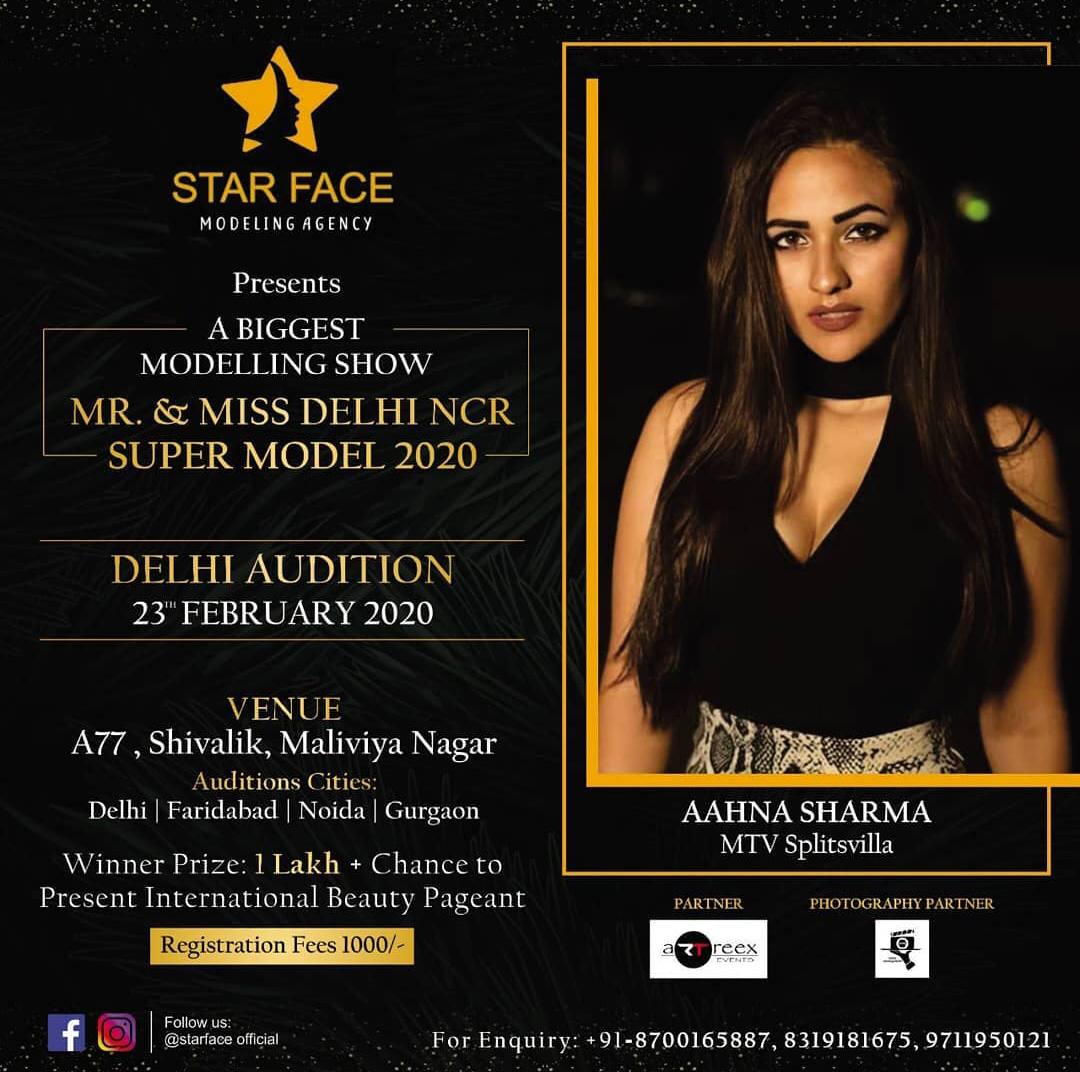 STAR FACE
MODELING AGENCY
Presents
A BIGGEST
MODELLING SHOW
MR. & MISS DELHI NCR
SUPER MODEL 2020
DELHI AUDITION
23TH FEBRUARY 2020
VENUE
A77 , Shivalik, Maliviya Nagar
Auditions Cities:
Delhi | Faridabad | Noida | Gurgaon
Winner Prize: 1 Lakh + Chance to
Present International Beauty Pageant
Registration Fees 1000/-
AAHNA SHARMA
MTV Splitsvilla
PARTNER
aRTreex
EVENTS
PHOTOGRAPHY PARTNER
Follow us:
@starface official
For Enquiry: +91-8700165887, 8319181675, 9711950121